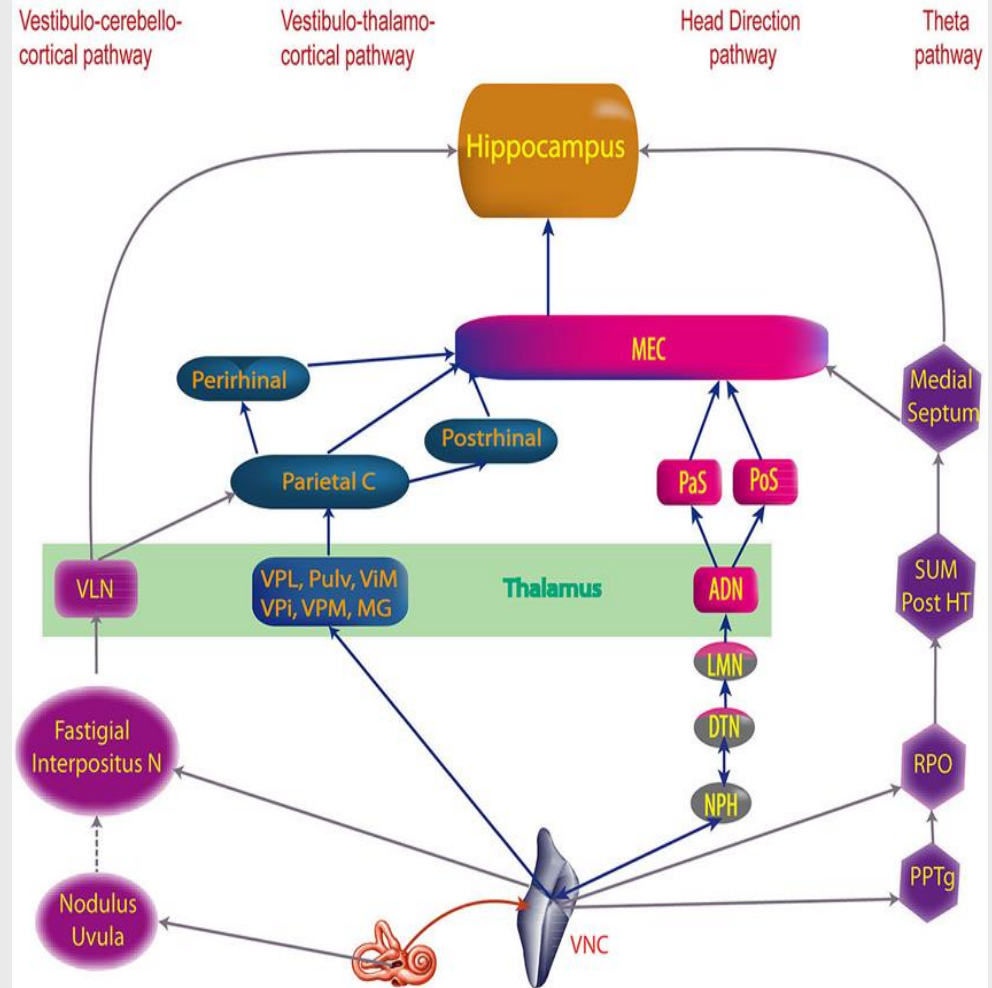 Vestibulo-cerebello-
cortical pathway
Vestibulo-thalamo-
cortical pathway
Head Direction
pathway
Theta
pathway
Hippocampus
MEC
Perirhinal
Medial
Septum
Postrhinal
Parietal C
PaS
PoS
VLN
VPL, Pulv, ViM
VPi, VPM, MG
Thalamus
ADN
SUM
Post HT
LMN
DTN
Fastigial
Interpositus N
RPO
NPH
PPTg
Nodulus
Uvula
VNC